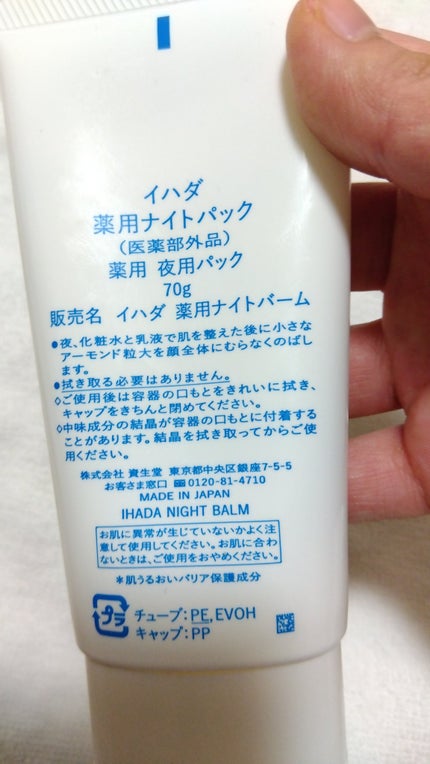 イハダ
薬用ナイトパック
(医薬部外品)
薬用 夜用パック
70g
販売名 イハダ 薬用ナイトバーム
●夜、化粧水と乳液で肌を整えた後に小さな
アーモンド粒大を顔全体にむらなくのばし
ます。
●拭き取る必要はありません。
◇ご使用後は容器の口もとをきれいに拭き、
キャップをきちんと閉めてください。
◇中味成分の結晶が容器の口もとに付着する
ことがあります。結晶を拭き取ってからご使
用ください。
株式会社 資生堂 東京都中央区銀座7-5-5
お客さま窓口 0120-81-4710
MADE IN JAPAN
IHADA NIGHT BALM
お肌に異常が生じていないかよく注
意して使用してください。お肌に合わ
ないときは、ご使用をおやめください。
*肌うるおいバリア保護成分
プラ
チューブ:PE,EVOH
キャップ:PP